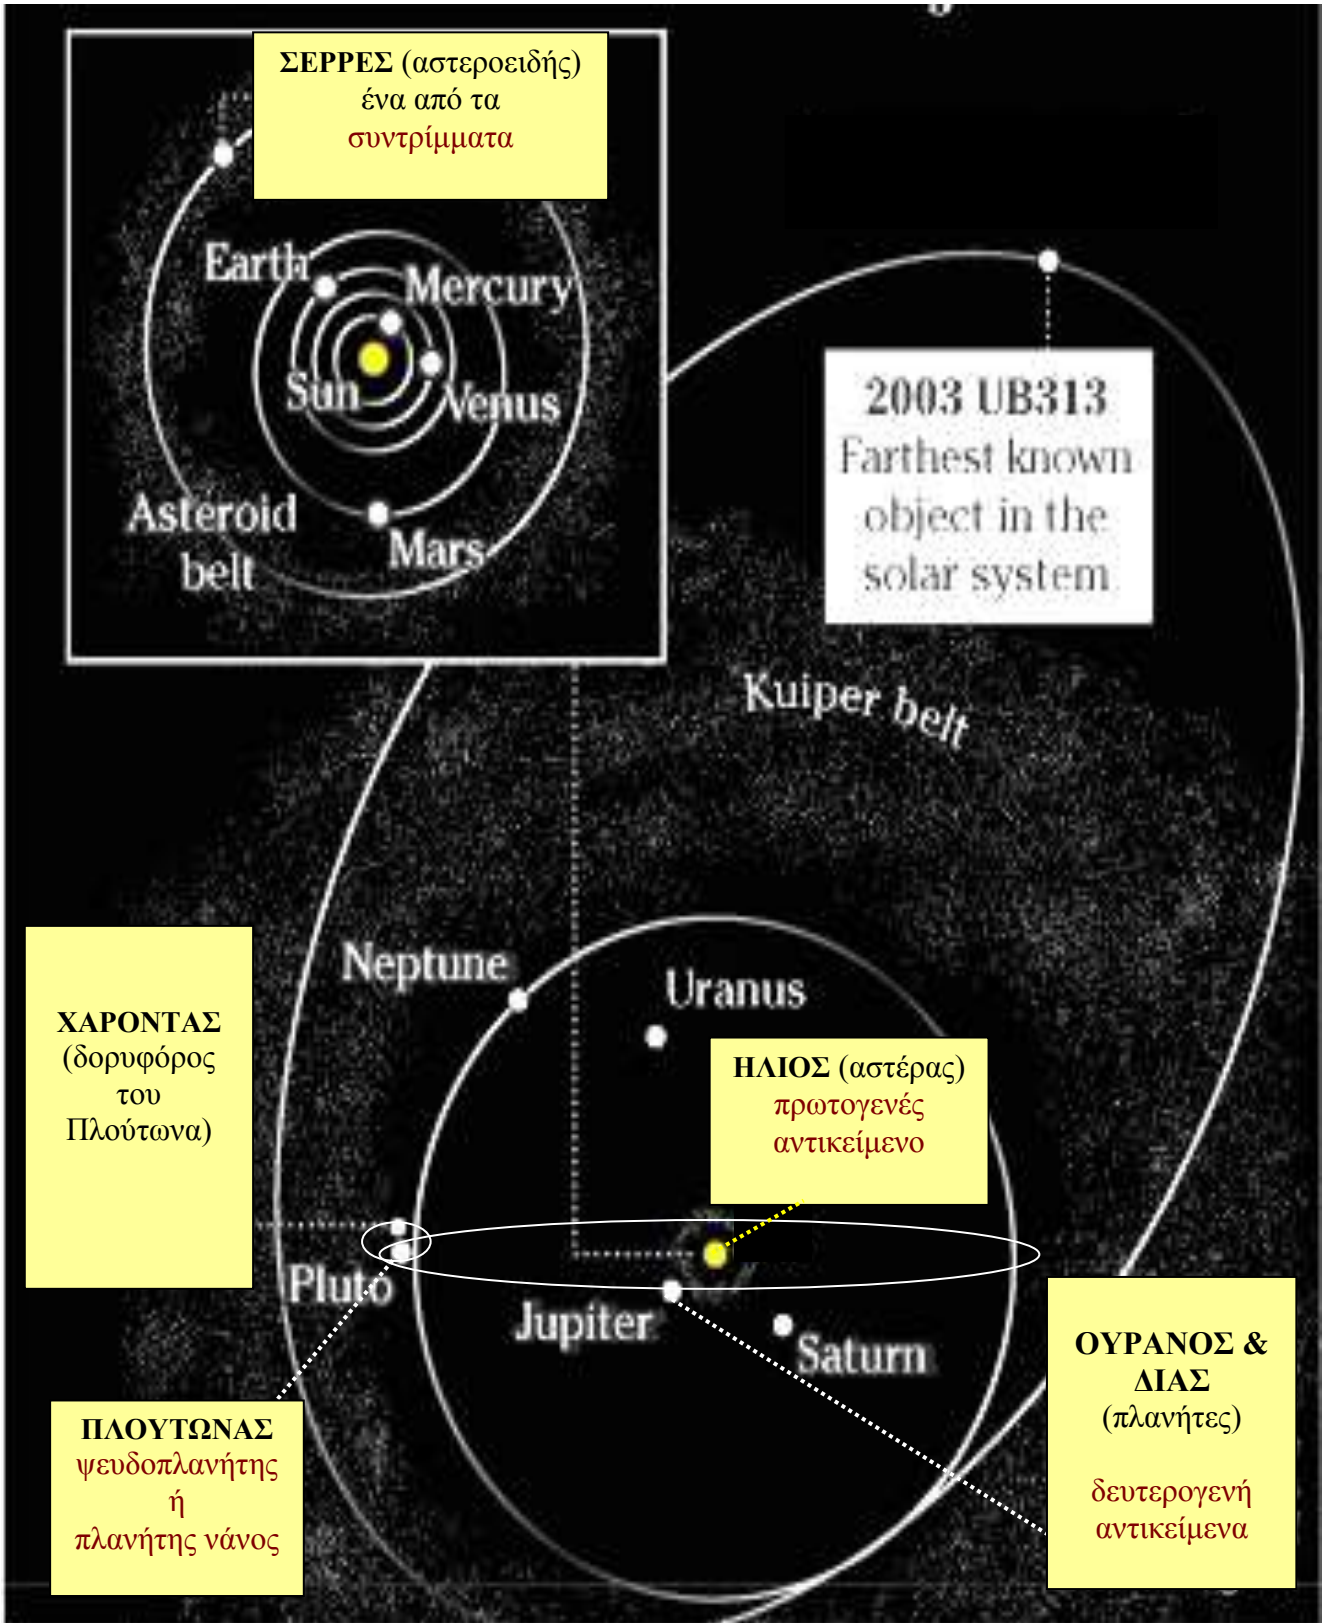 ΣΕΡΡΕΣ (αστεροειδής)
ένα από τα
συντρίμματα
Earth
Mercury
Sun
Venus
Asteroid
belt
Mars
2003 UB313
Farthest known
object in the
solar system
Kuiper belt
Neptune
Uranus
ΧΑΡΟΝΤΑΣ
(δορυφόρος
του
Πλούτωνα)
ΗΛΙΟΣ (αστέρας)
πρωτογενές
αντικείμενο
Pluto
Jupiter
Saturn
ΠΛΟΥΤΩΝΑΣ
ψευδοπλανήτης
ή
πλανήτης νάνος
ΟΥΡΑΝΟΣ &
ΔΙΑΣ
(πλανήτες)
δευτερογενή
αντικείμενα